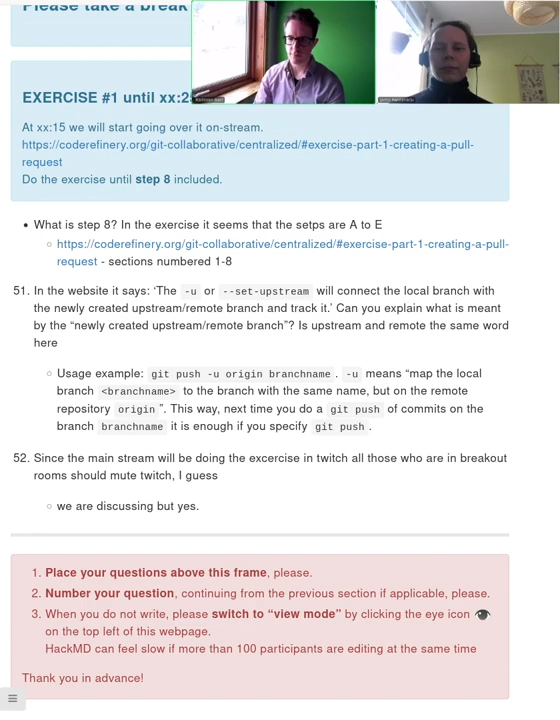 Please take a break
EXERCISE #1 until xx:2
At xx:15 we will start going over it on-stream.
https://coderefinery.org/git-collaborative/centralized/#exercise-part-1-creating-a-pull-
request
Do the exercise until step 8 included.
• What is step 8? In the exercise it seems that the setps are A to E
◦ https://coderefinery.org/git-collaborative/centralized/#exercise-part-1-creating-a-pull-
request - sections numbered 1-8
51. In the website it says: ‘The -u or --set-upstream will connect the local branch with
the newly created upstream/remote branch and track it.’ Can you explain what is meant
by the “newly created upstream/remote branch”? Is upstream and remote the same word
here
◦ Usage example: git push -u origin branchname . -u means “map the local
branch <branchname> to the branch with the same name, but on the remote
repository origin ”. This way, next time you do a git push of commits on the
branch branchname it is enough if you specify git push .
52. Since the main stream will be doing the excercise in twitch all those who are in breakout
rooms should mute twitch, I guess
◦ we are discussing but yes.
1. Place your questions above this frame, please.
2. Number your question, continuing from the previous section if applicable, please.
3. When you do not write, please switch to “view mode” by clicking the eye icon
on the top left of this webpage.
HackMD can feel slow if more than 100 participants are editing at the same time
Thank you in advance!